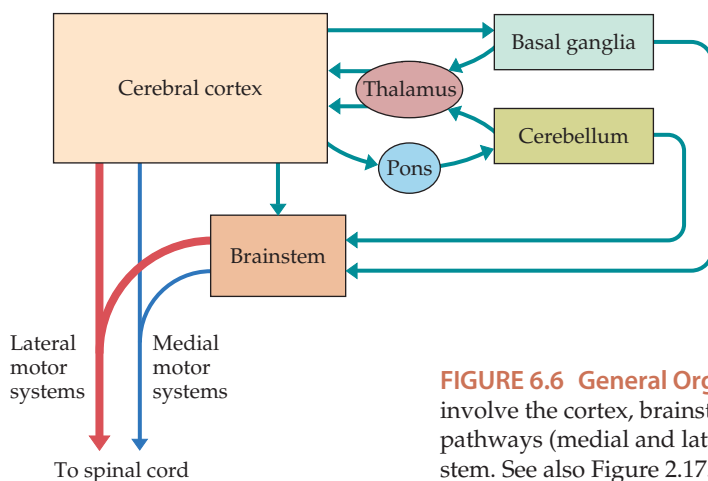 Basal ganglia
Cerebral cortex
Thalamus
Cerebellum
Pons
Brainstem
Lateral
motor
systems
Medial
motor
systems
To spinal cord
FIGURE 6.6 General Org
involve the cortex, brainst
pathways (medial and lat
stem. See also Figure 2.17.